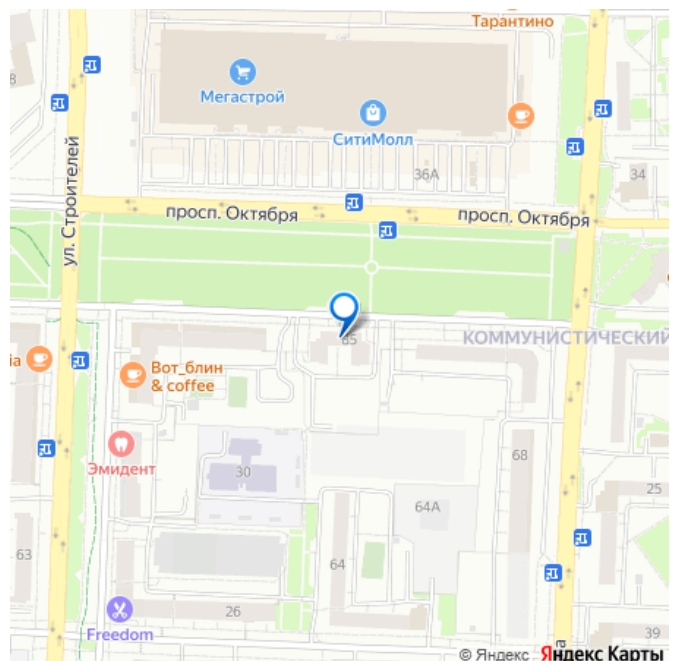 Тарантино
8
Мегастрой
СитиМолл
36А
34
ул. Строителей
просп. Октября
просп. Октября
85
КОММУНИСТИЧЕСКИЙ
ia
Вот_блин
& coffee
Эмидент
30
68
25
64А
63
64
26
Freedom
39
а
© Яндекс
Яндекс Карты